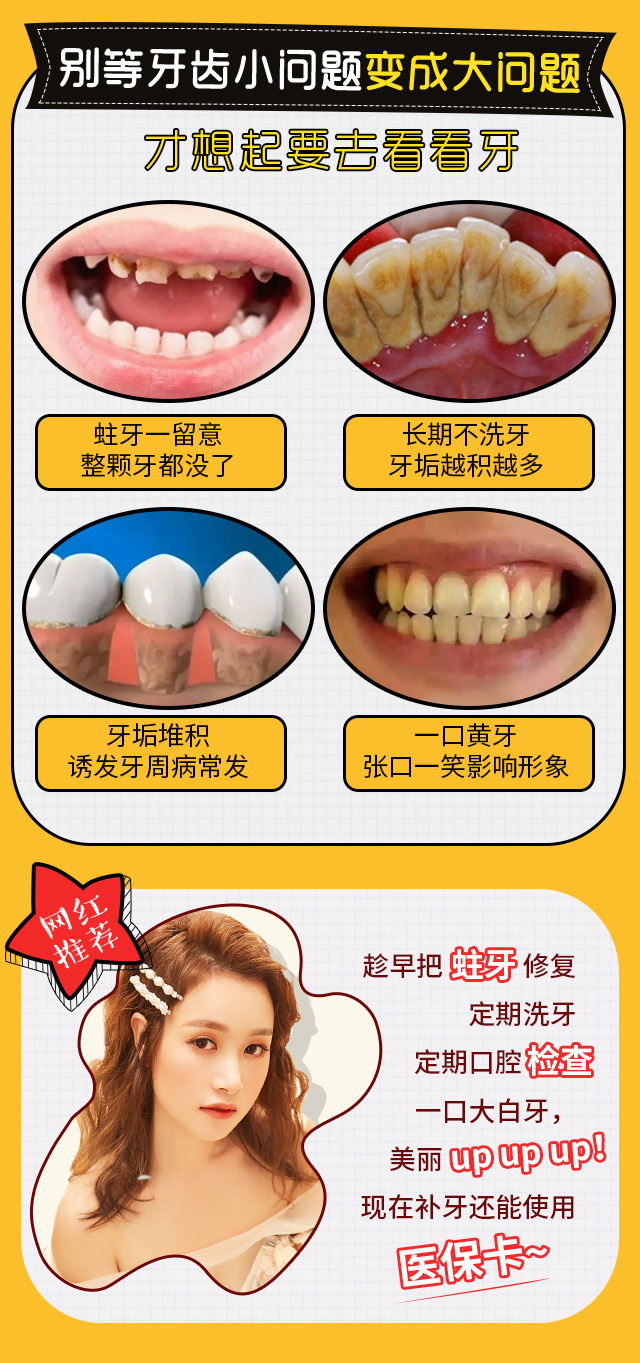 别等牙齿小问题变成大问题
才想起要去看看牙
蛀牙一留意
整颗牙都没了
长期不洗牙
牙垢越积越多
牙垢堆积
诱发牙周病常发
一口黄牙
张口一笑影响形象
网红
推荐
趁早把 蛀牙 修复
定期洗牙
定期口腔 检查
一口大白牙，
美丽 up up up!
现在补牙还能使用
医保卡~